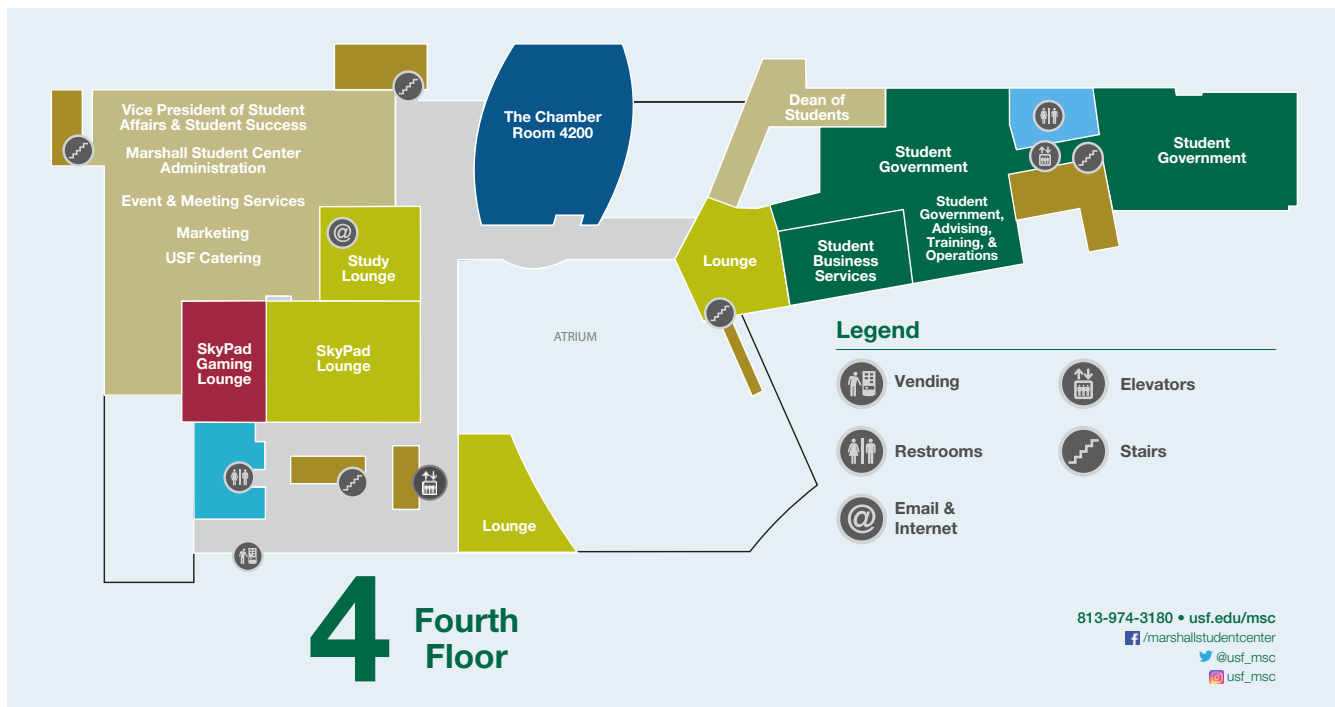 Vice President of Student
Affairs & Student Success
Marshall Student Center
Administration
Event & Meeting Services
Marketing
USF Catering
@
Study
Lounge
SkyPad
Gaming
Lounge
SkyPad
Lounge
The Chamber
Room 4200
Dean of
Students
Student
Government
Student
Government
Student
Government,
Advising,
Training, &
Operations
Student
Business
Services
Lounge
ATRIUM
Lounge
Legend
Vending
Elevators
Restrooms
Stairs
@
Email &
Internet
4
Fourth
Floor
813-974-3180 • usf.edu/msc
/marshallstudentcenter
@usf_msc
usf_msc